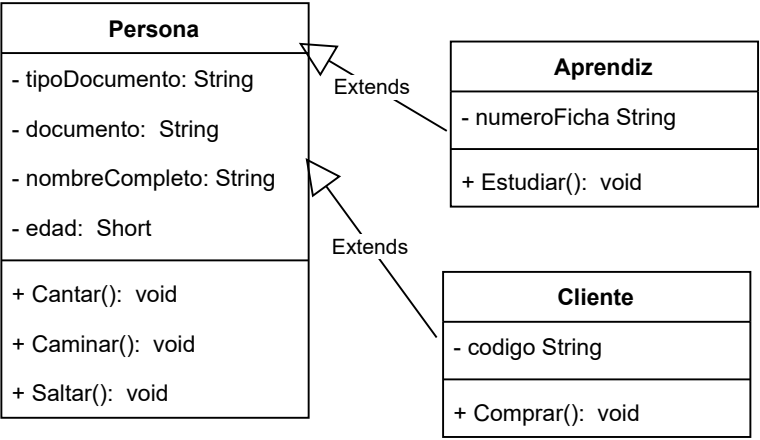 Persona
- tipoDocumento: String
- documento:  String
- nombreCompleto: String
- edad:  Short
+ Cantar():  void
+ Caminar():  void
+ Saltar():  void
Extends
Aprendiz
- numeroFicha String
+ Estudiar():  void
Extends
Cliente
- codigo String
+ Comprar():  void